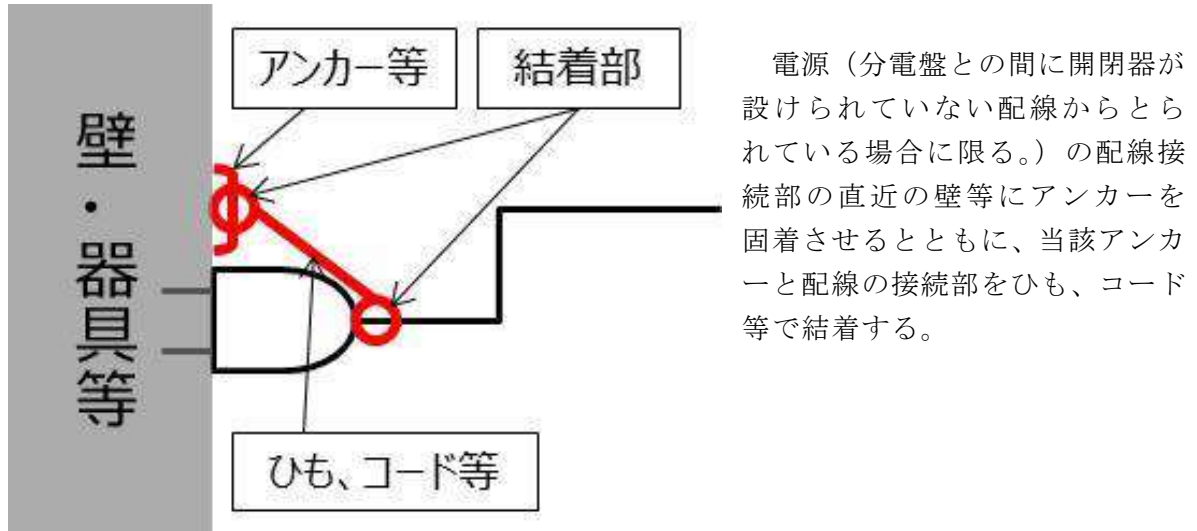 アンカー等
結着部
壁・器具等
ひも、コード等
電源（分電盤との間に開閉器が
設けられていない配線からとら
れている場合に限る。）の配線接
続部の直近の壁等にアンカーを
固着させるとともに、当該アンカ
ーと配線の接続部をひも、コード
等で結着する。